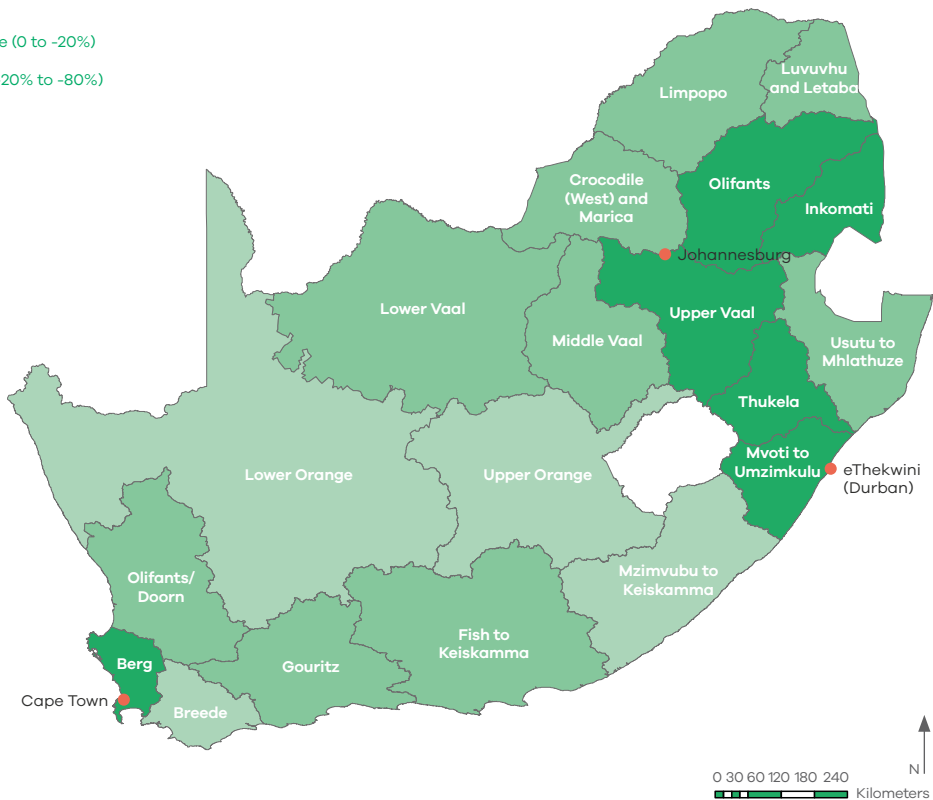 e (0 to -20%)
20% to -80%)
Luvuvhu
and Letaba
Limpopo
Crocodile
(West) and
Marica
Olifants
Inkomati
Johannesburg
Lower Vaal
Upper Vaal
Middle Vaal
Usutu to
Mhlathuze
Thukela
Mvoti to
Umzimkulu
eThekwini
(Durban)
Lower Orange
Upper Orange
Mzimvubu to
Keiskamma
Olifants/
Doorn
Fish to
Keiskamma
Berg
Gouritz
Cape Town
Breede
N
0 30 60 120 180 240
Kilometers